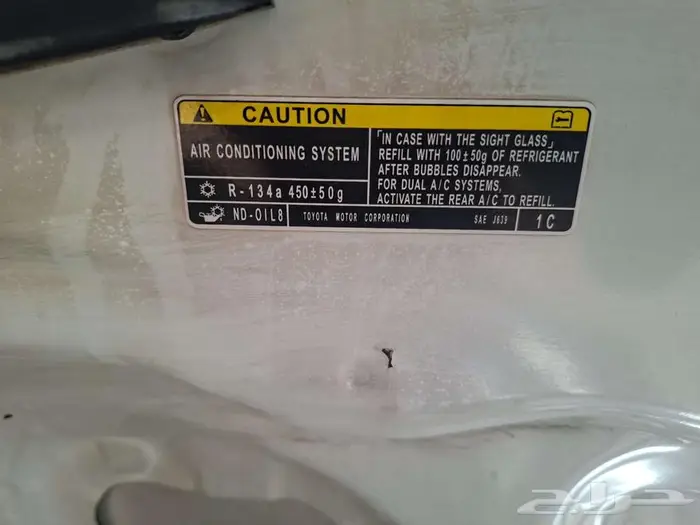 CAUTION
AIR CONDITIONING SYSTEM
R-134a 450±50g
ND-OIL8
「IN CASE WITH THE SIGHT GLASS」
REFILL WITH 100±50g OF REFRIGERANT
AFTER BUBBLES DISAPPEAR.
FOR DUAL A/C SYSTEMS,
ACTIVATE THE REAR A/C TO REFILL.
TOYOTA MOTOR CORPORATION
SAE J639
1C
حراج